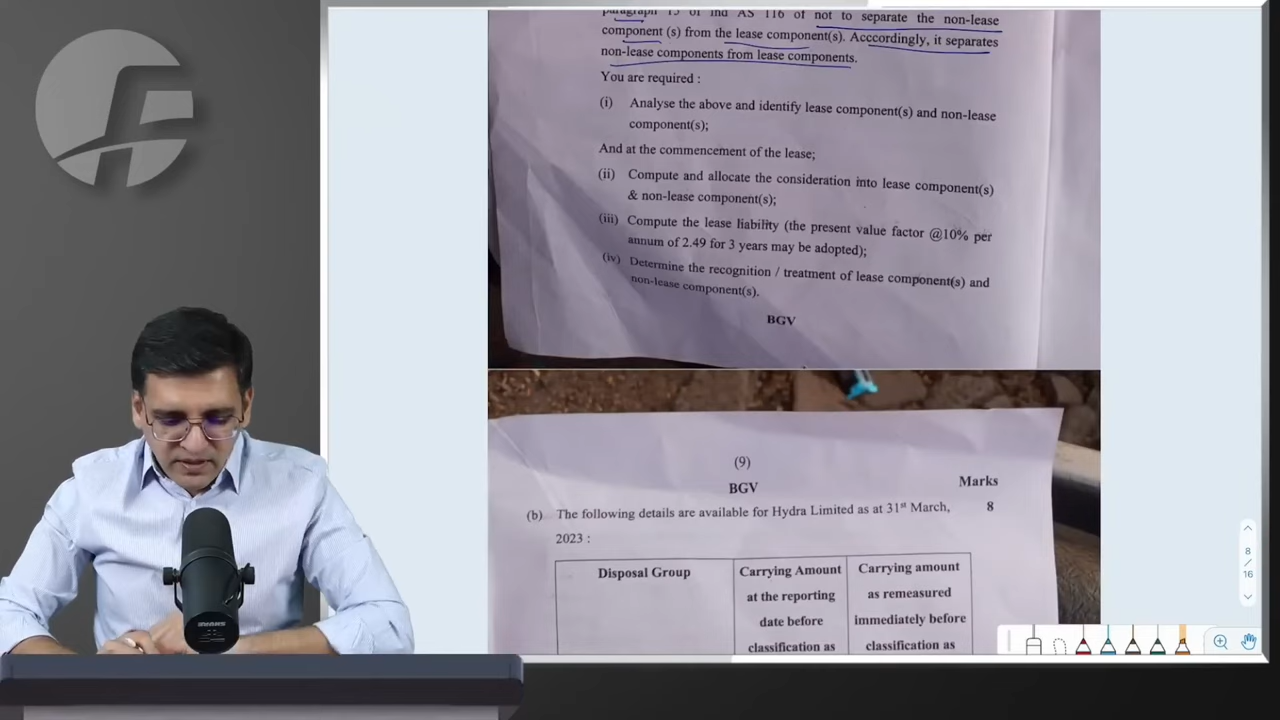 paragraph 15 of Ind AS 116 of not to separate the non-lease
component (s) from the lease component(s). Acccordingly, it separates
non-lease components from lease components.
You are required :
(i) Analyse the above and identify lease component(s) and non-lease
component(s);
And at the commencement of the lease;
(ii) Compute and allocate the consideration into lease component(s)
& non-lease component(s);
(iii) Compute the lease liability (the present value factor @10% per
annum of 2.49 for 3 years may be adopted);
(iv) Determine the recognition / treatment of lease component(s) and
non-lease component(s).
BGV
(9)
BGV
Marks
(b) The following details are available for Hydra Limited as at 31st March, 8
2023 :
Disposal Group
Carrying Amount
at the reporting
date before
classification as
Carrying amount
as remeasured
immediately before
classification as
8
/
16